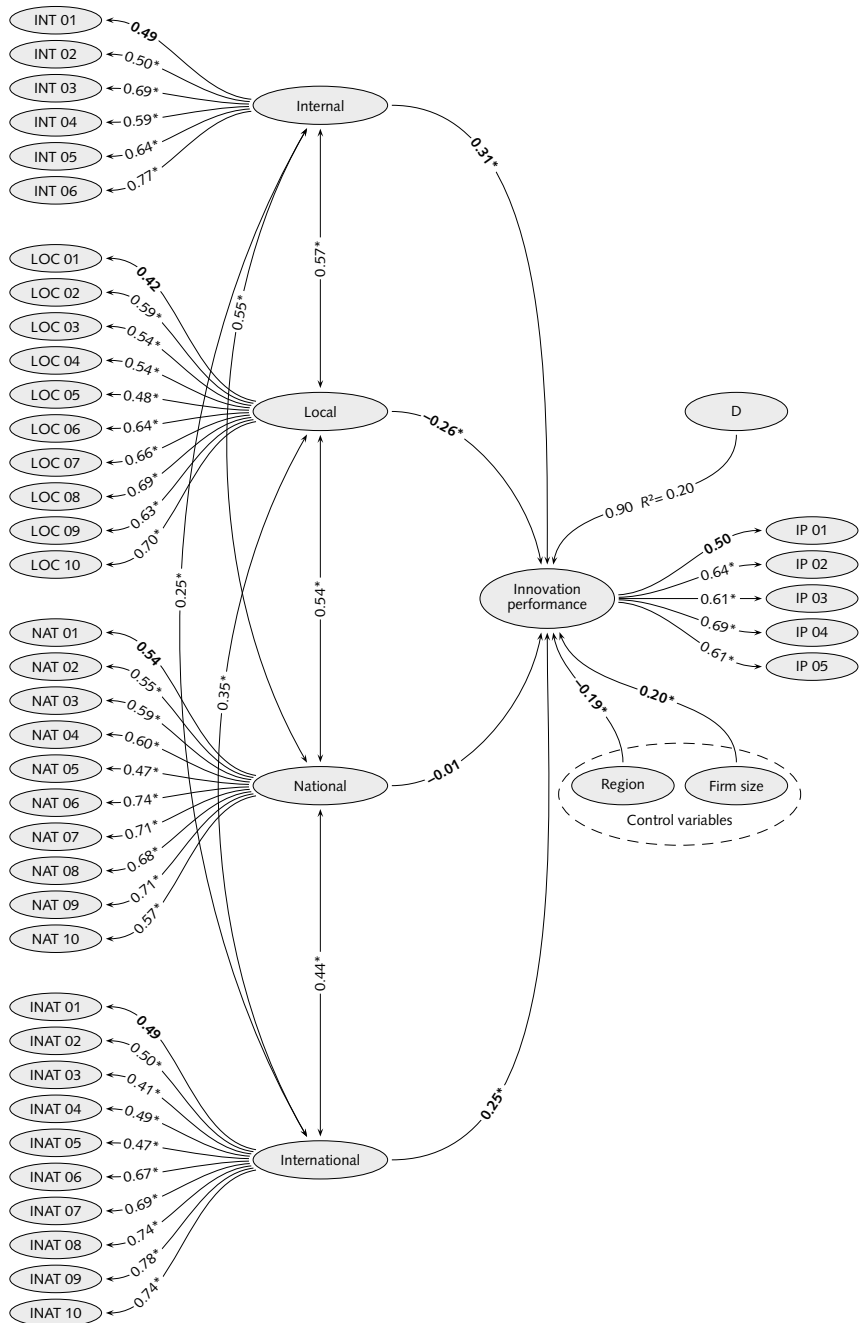 INT 01
INT 02
INT 03
INT 04
INT 05
INT 06
0.49
0.50*
0.69*
0.59*
0.64*
0.77*
Internal
0.31*
0.57*
0.55*
0.25*
LOC 01
LOC 02
LOC 03
LOC 04
LOC 05
LOC 06
LOC 07
LOC 08
LOC 09
LOC 10
0.42
0.59*
0.54*
0.54*
0.48*
0.64*
0.66*
0.69*
0.63*
0.70*
Local
−0.26*
D
0.90 R²= 0.20
0.54*
0.35*
Innovation
performance
0.50
0.64*
0.61*
0.69*
0.61*
IP 01
IP 02
IP 03
IP 04
IP 05
NAT 01
NAT 02
NAT 03
NAT 04
NAT 05
NAT 06
NAT 07
NAT 08
NAT 09
NAT 10
0.54
0.55*
0.59*
0.60*
0.47*
0.74*
0.71*
0.68*
0.71*
0.57*
National
−0.01
−0.19*
0.20*
Region
Firm size
Control variables
0.44*
INAT 01
INAT 02
INAT 03
INAT 04
INAT 05
INAT 06
INAT 07
INAT 08
INAT 09
INAT 10
0.49
0.50*
0.41*
0.49*
0.47*
0.67*
0.69*
0.74*
0.78*
0.74*
International
0.25*